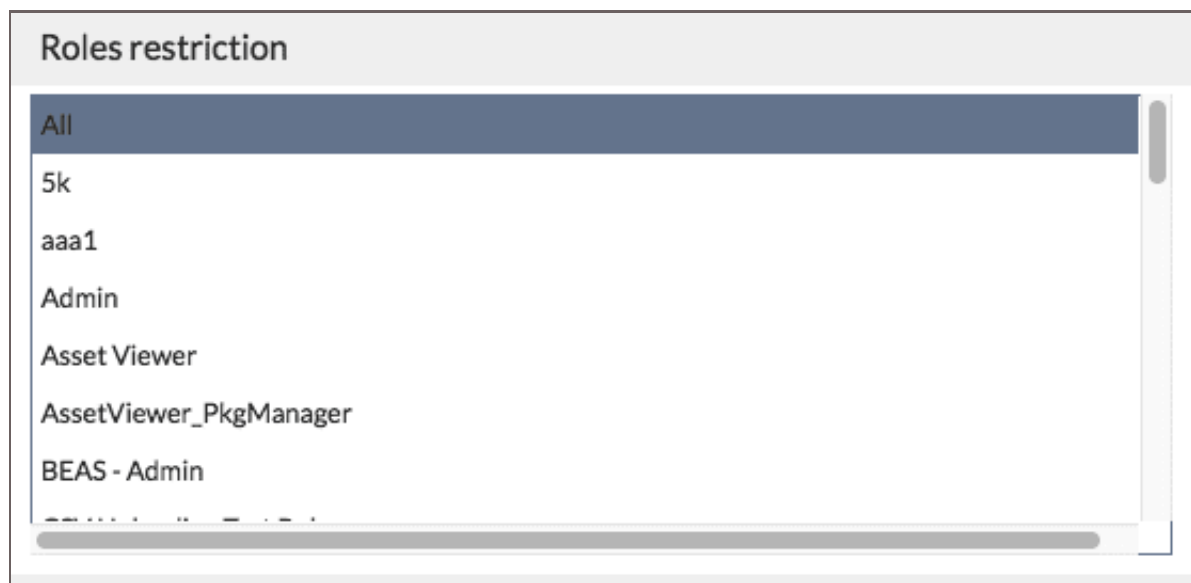 Roles restriction
All
5k
aaa1
Admin
Asset Viewer
AssetViewer_PkgManager
BEAS - Admin